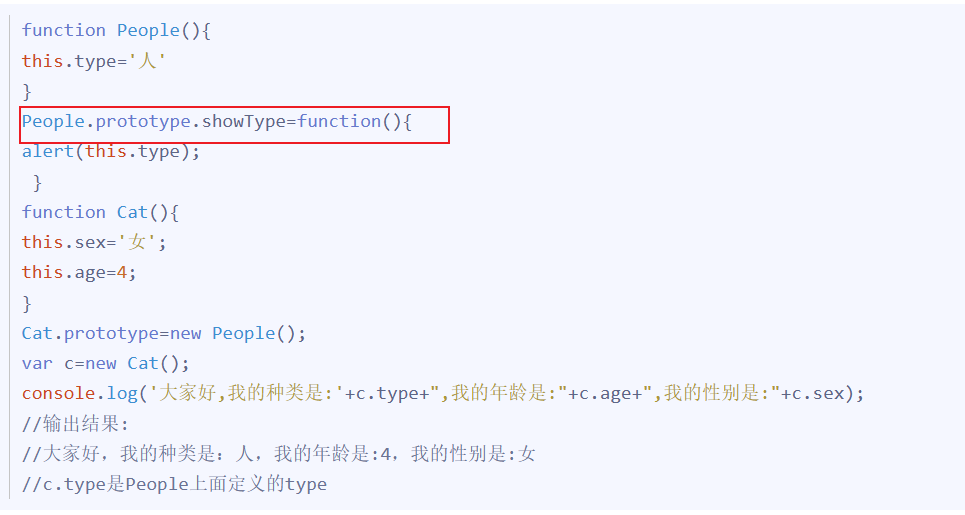 function People(){
this.type='人'
}
People.prototype.showType=function(){
alert(this.type);
}
function Cat(){
this.sex='女';
this.age=4;
}
Cat.prototype=new People();
var c=new Cat();
console.log('大家好,我的种类是:'+c.type+",我的年龄是:"+c.age+",我的性别是:"+c.sex);
//输出结果:
//大家好，我的种类是：人，我的年龄是:4，我的性别是:女
//c.type是People上面定义的type